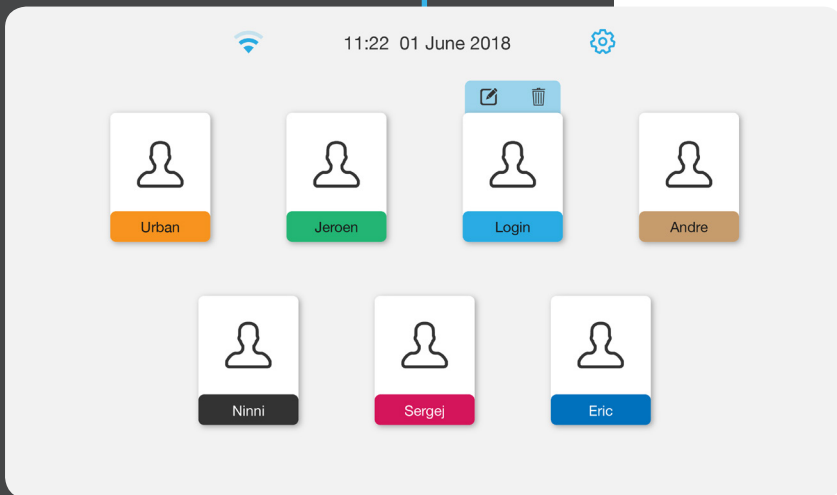 11:22 01 June 2018
Urban
Jeroen
Login
Andre
Ninni
Sergej
Eric